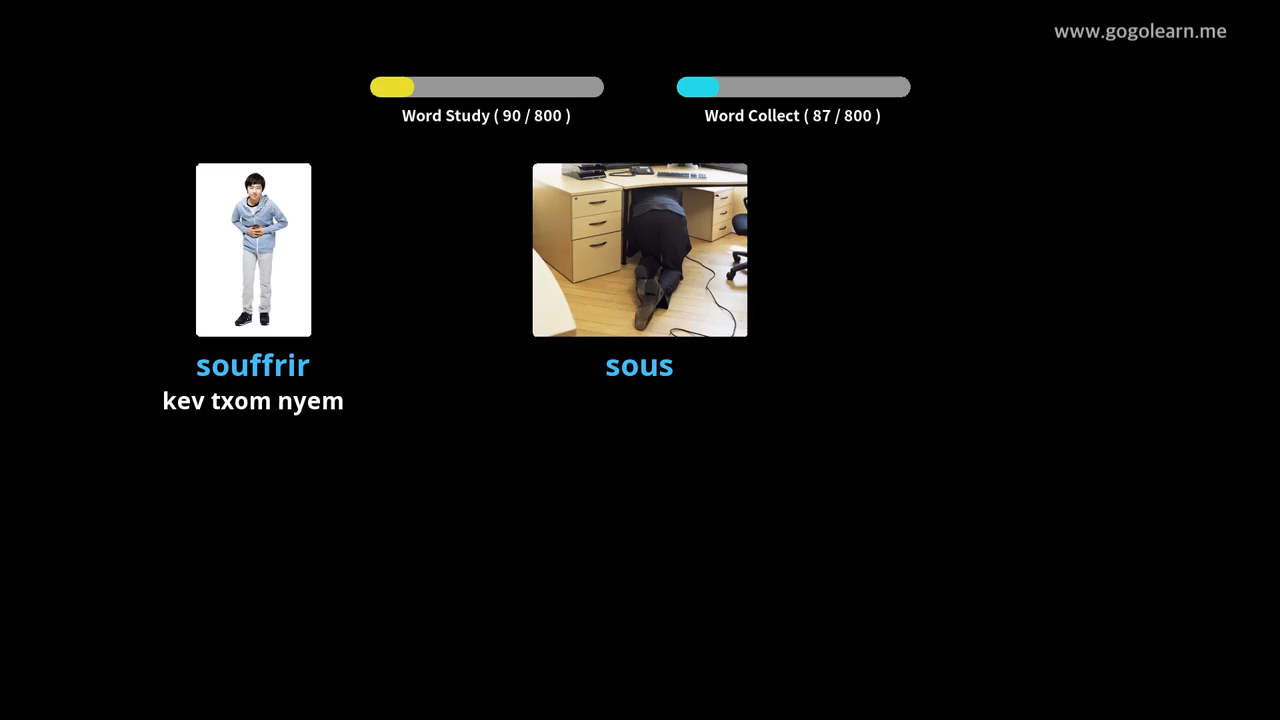 www.gogolearn.me
Word Study ( 90 / 800 )
Word Collect ( 87 / 800 )
souffrir
kev txom nyem
sous